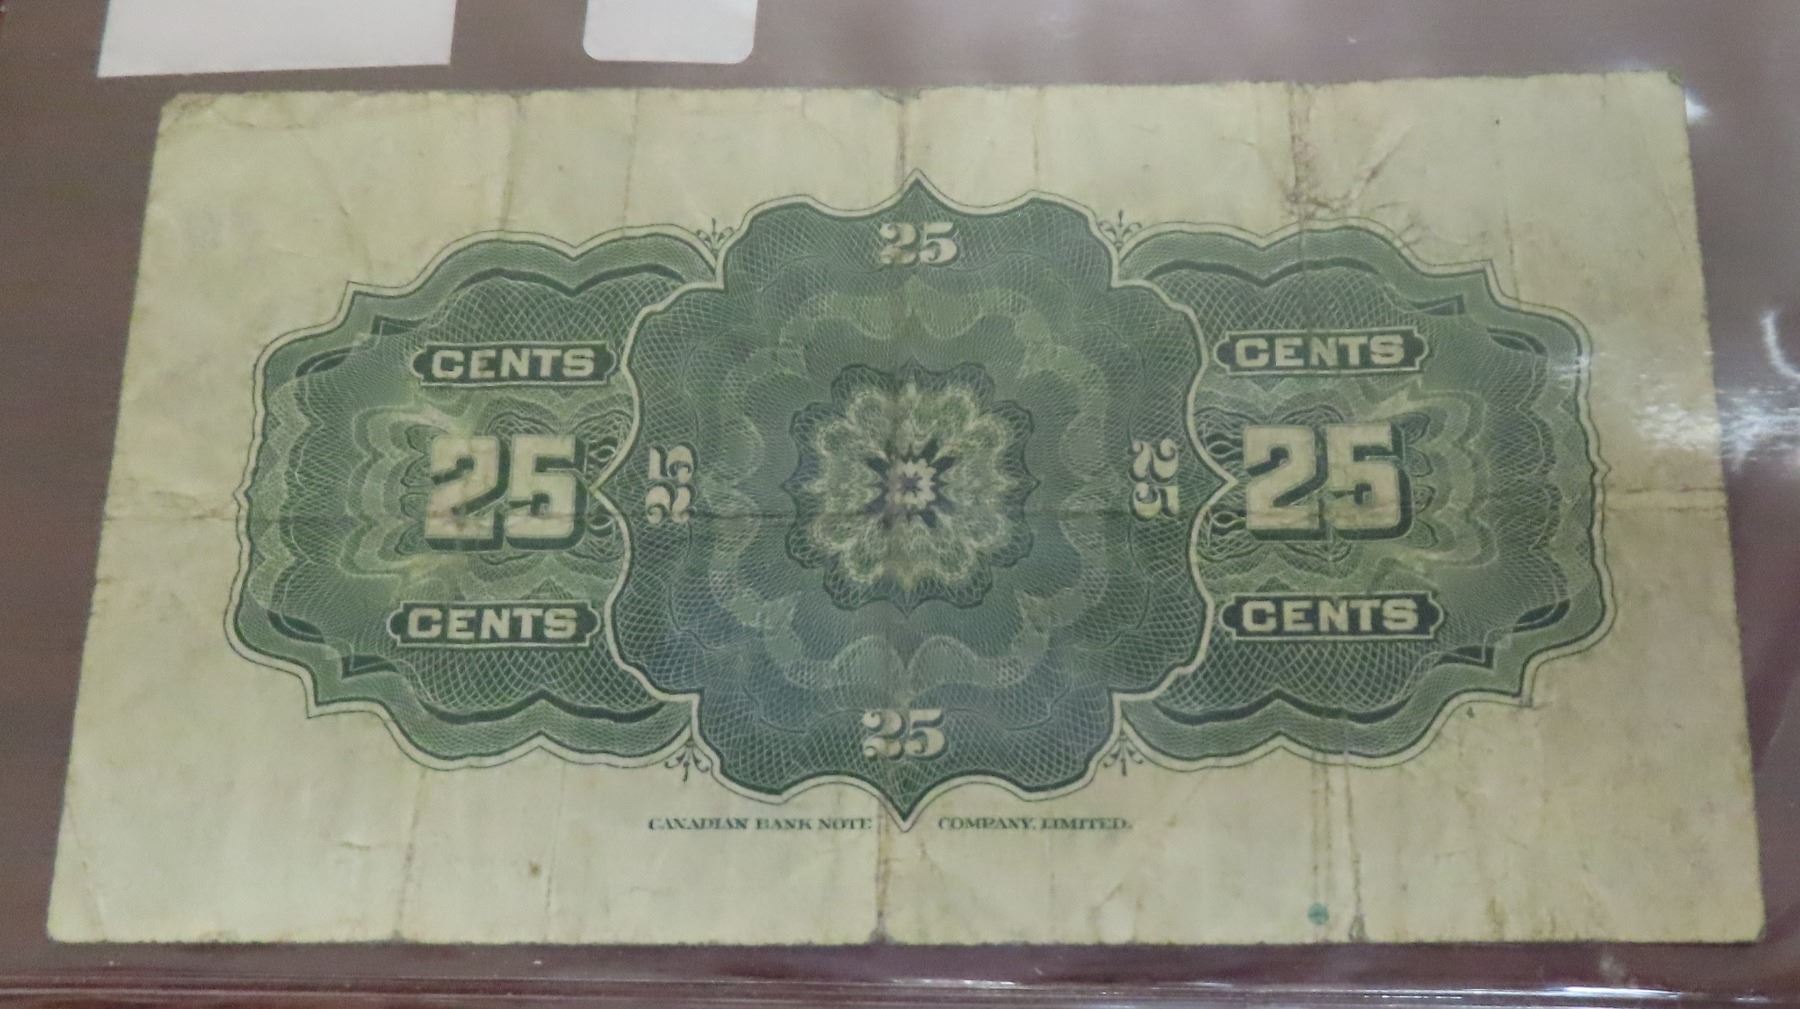 25
CENTS CENTS
25 25 25 25
CENTS CENTS
25
CANADIAN BANK NOTE COMPANY, LIMITED.